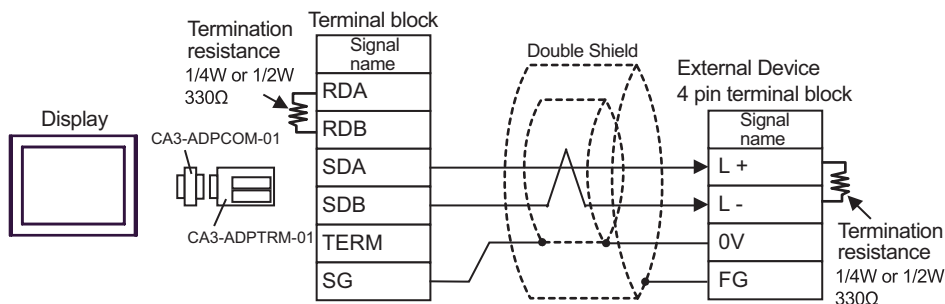 Terminal block
Termination
resistance
1/4W or 1/2W
330Ω
Signal
name
RDA
RDB
SDA
SDB
TERM
SG
Display
CA3-ADPCOM-01
CA3-ADPTRM-01
Double Shield
External Device
4 pin terminal block
Signal
name
L +
L -
0V
FG
Termination
resistance
1/4W or 1/2W
330Ω